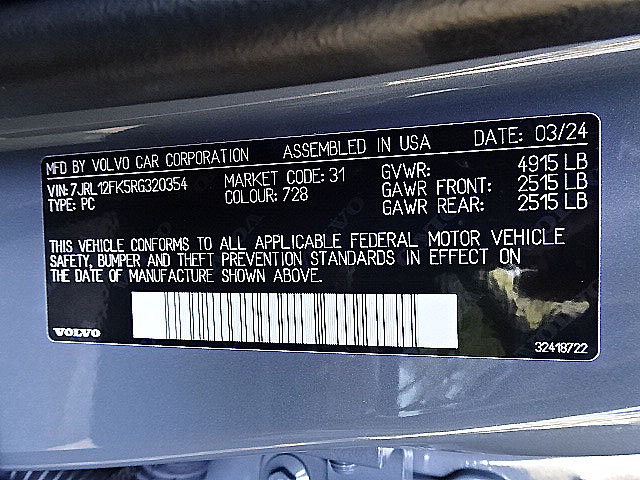 MFD BY VOLVO CAR CORPORATION ASSEMBLED IN USA DATE: 03/24
VIN: 7JRL12FK5RG320354 MARKET CODE: 31 GVWR: 4915 LB
TYPE: PC COLOUR: 728 GAWR FRONT: 2515 LB
GAWR REAR: 2515 LB
THIS VEHICLE CONFORMS TO ALL APPLICABLE FEDERAL MOTOR VEHICLE
SAFETY, BUMPER AND THEFT PREVENTION STANDARDS IN EFFECT ON
THE DATE OF MANUFACTURE SHOWN ABOVE.
VOLVO
32418722